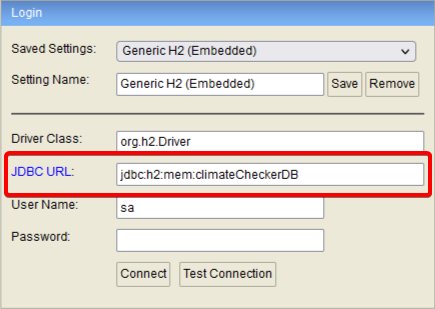 Login
Saved Settings: Generic H2 (Embedded)
Setting Name: Generic H2 (Embedded) Save Remove
Driver Class: org.h2.Driver
JDBC URL: jdbc:h2:mem:climateCheckerDB
User Name: sa
Password:
Connect Test Connection